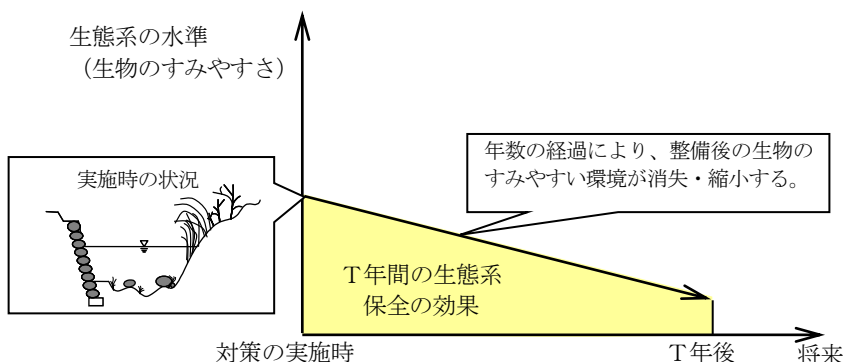 生態系の水準
（生物のすみやすさ）
年数の経過により、整備後の生物の
すみやすい環境が消失・縮小する。
実施時の状況
Ｔ年間の生態系
保全の効果
対策の実施時
Ｔ年後
将来